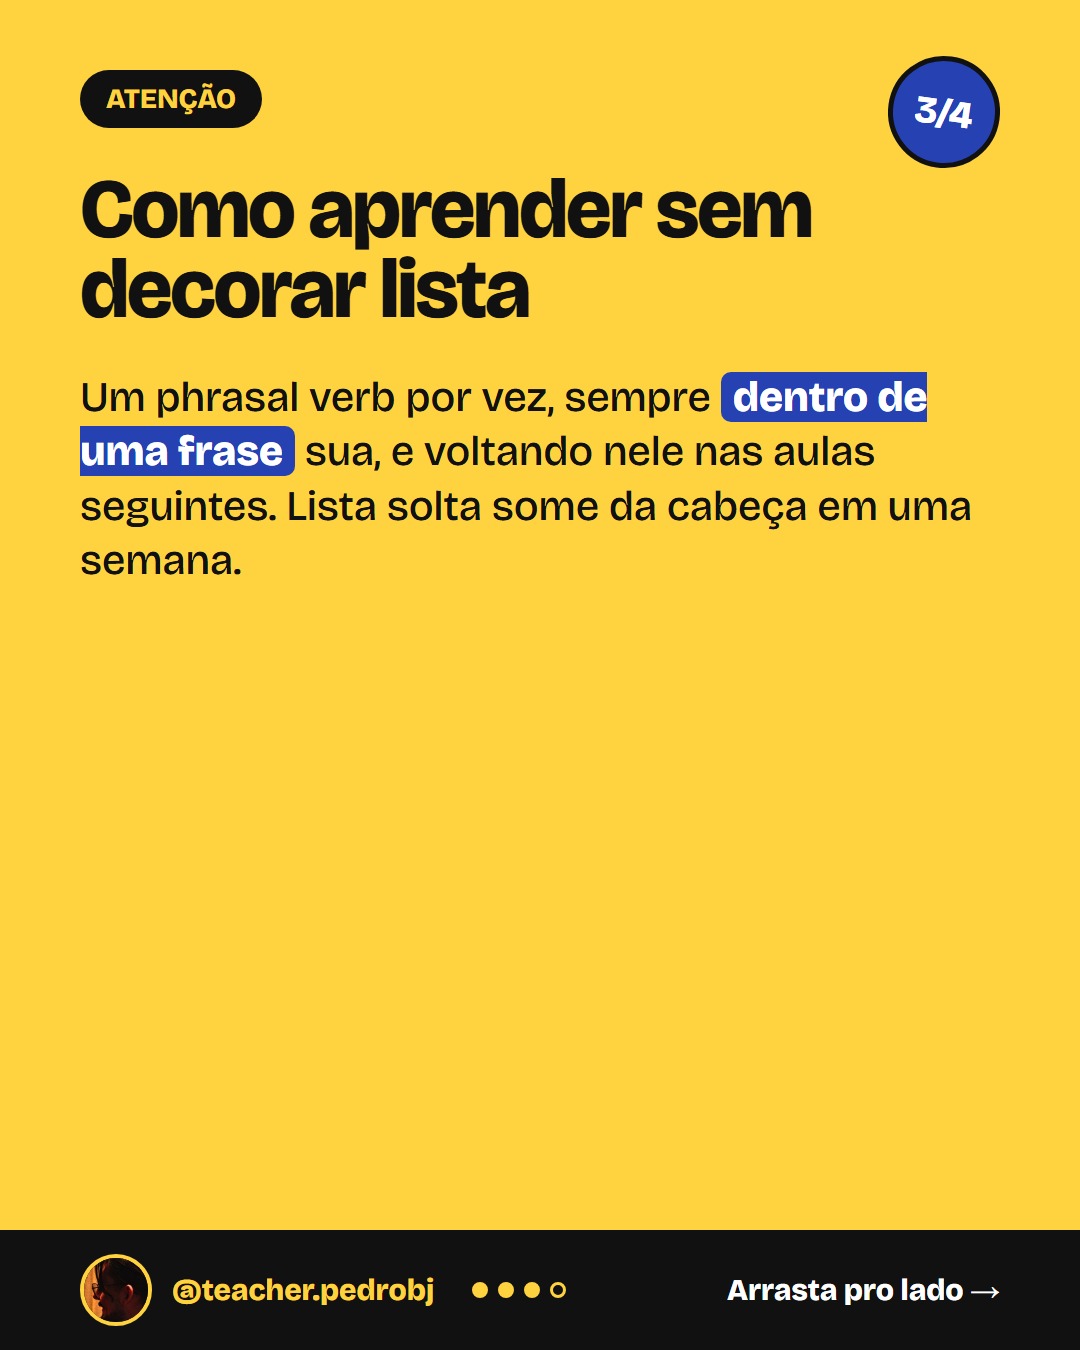 ATENÇÃO
3/4
Como aprender sem
decorar lista
Um phrasal verb por vez, sempre dentro de
uma frase sua, e voltando nele nas aulas
seguintes. Lista solta some da cabeça em uma
semana.
@teacher.pedrobj
Arrasta pro lado →